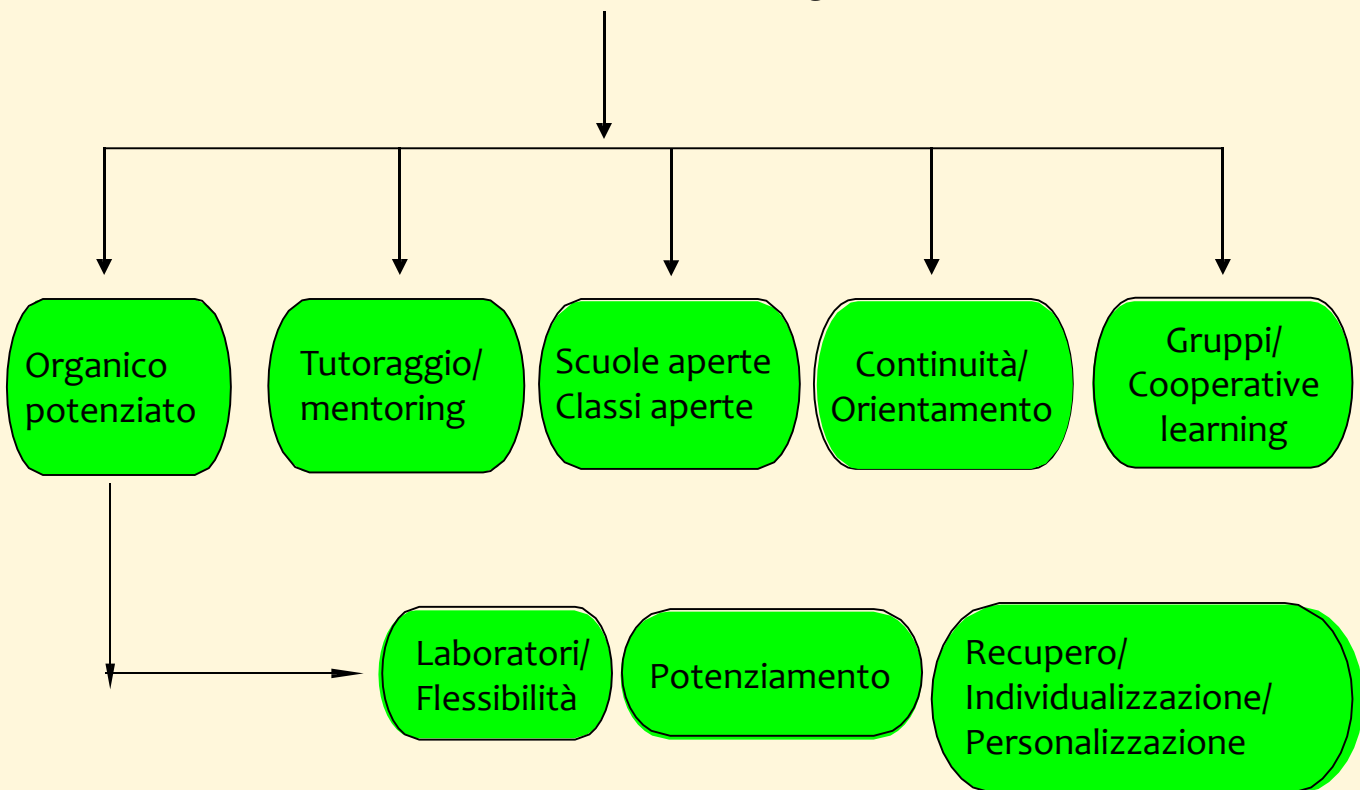 Organico
potenziato
Tutoraggio/
mentoring
Scuole aperte
Classi aperte
Continuità/
Orientamento
Gruppi/
Cooperative
learning
Laboratori/
Flessibilità
Potenziamento
Recupero/
Individualizzazione/
Personalizzazione